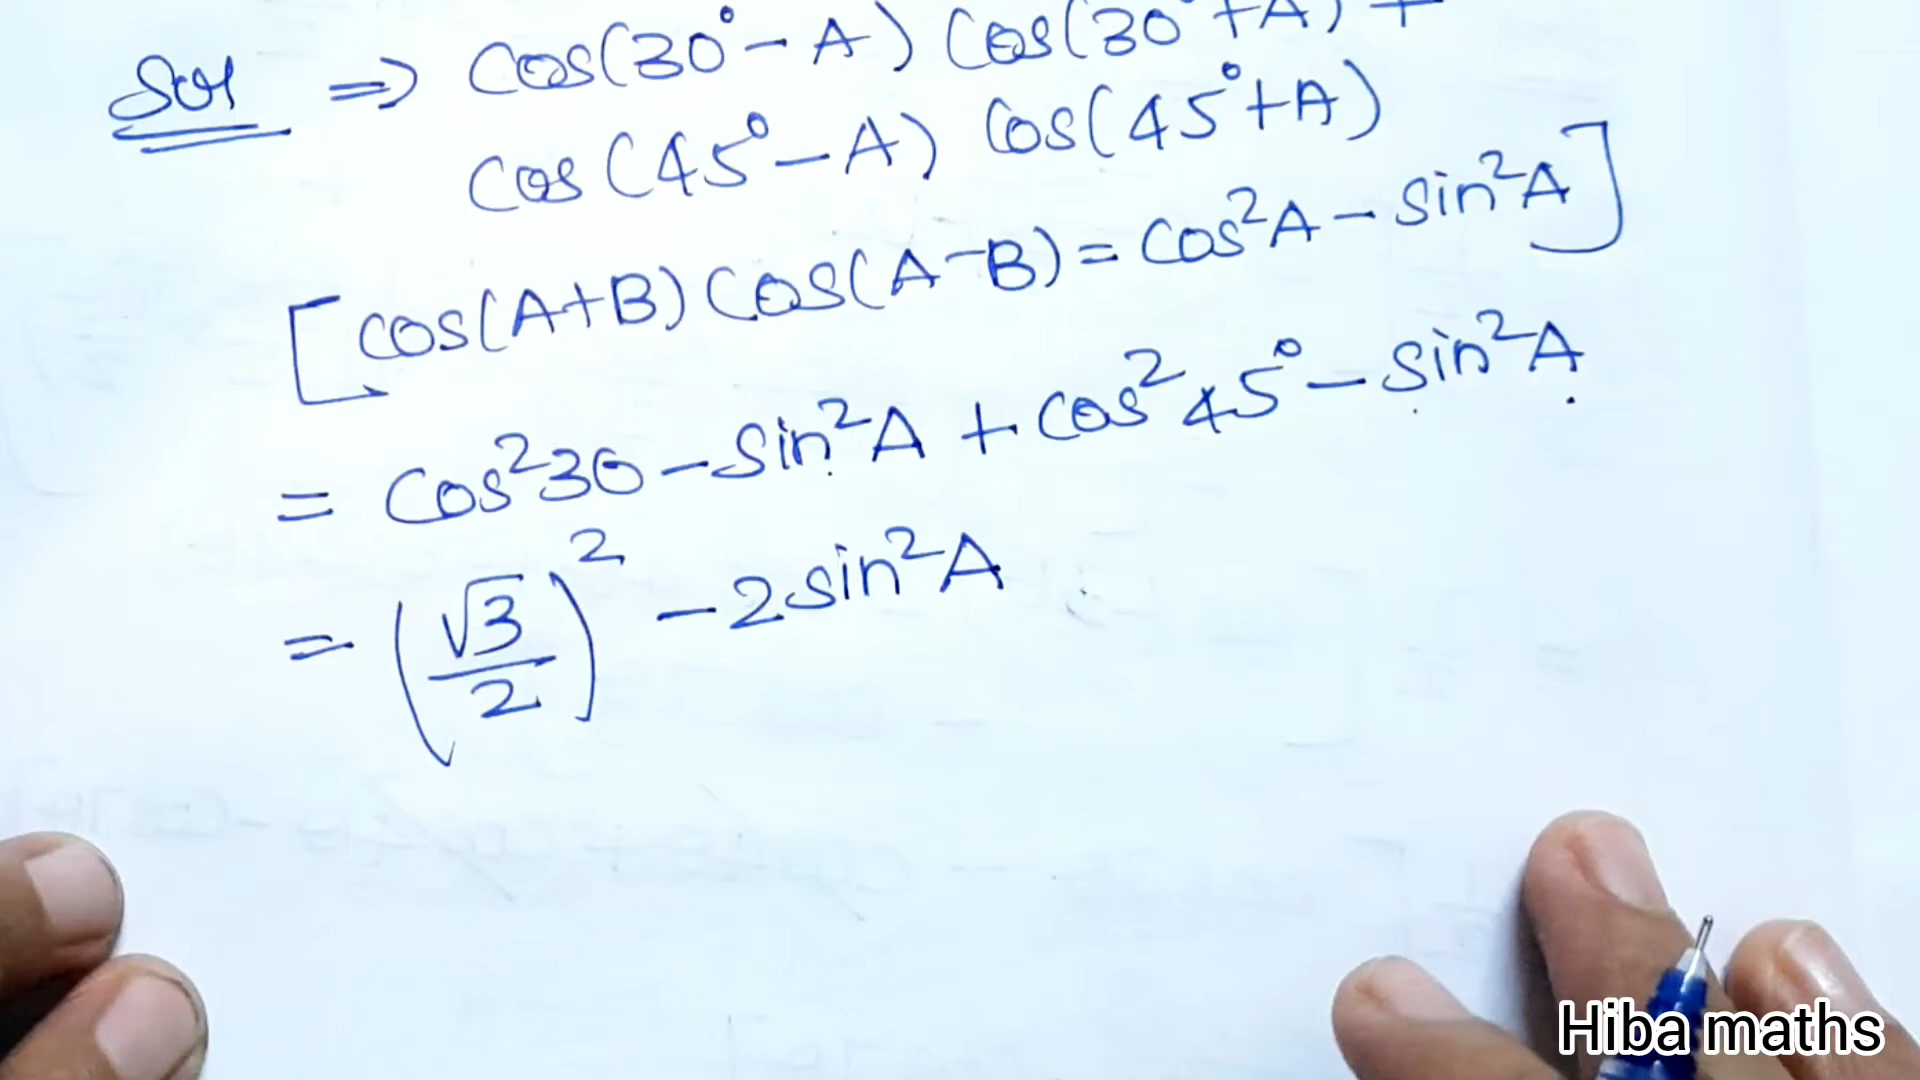 Sol ⇒ Cos(30° - A) Cos(30° + A) +
Cos(45° - A) Cos(45° + A)
[Cos(A+B) Cos(A-B) = Cos²A - Sin²A]
= Cos²30 - Sin²A + Cos²45° - Sin²A
= (√3/2)² - 2sin²A
Hiba maths